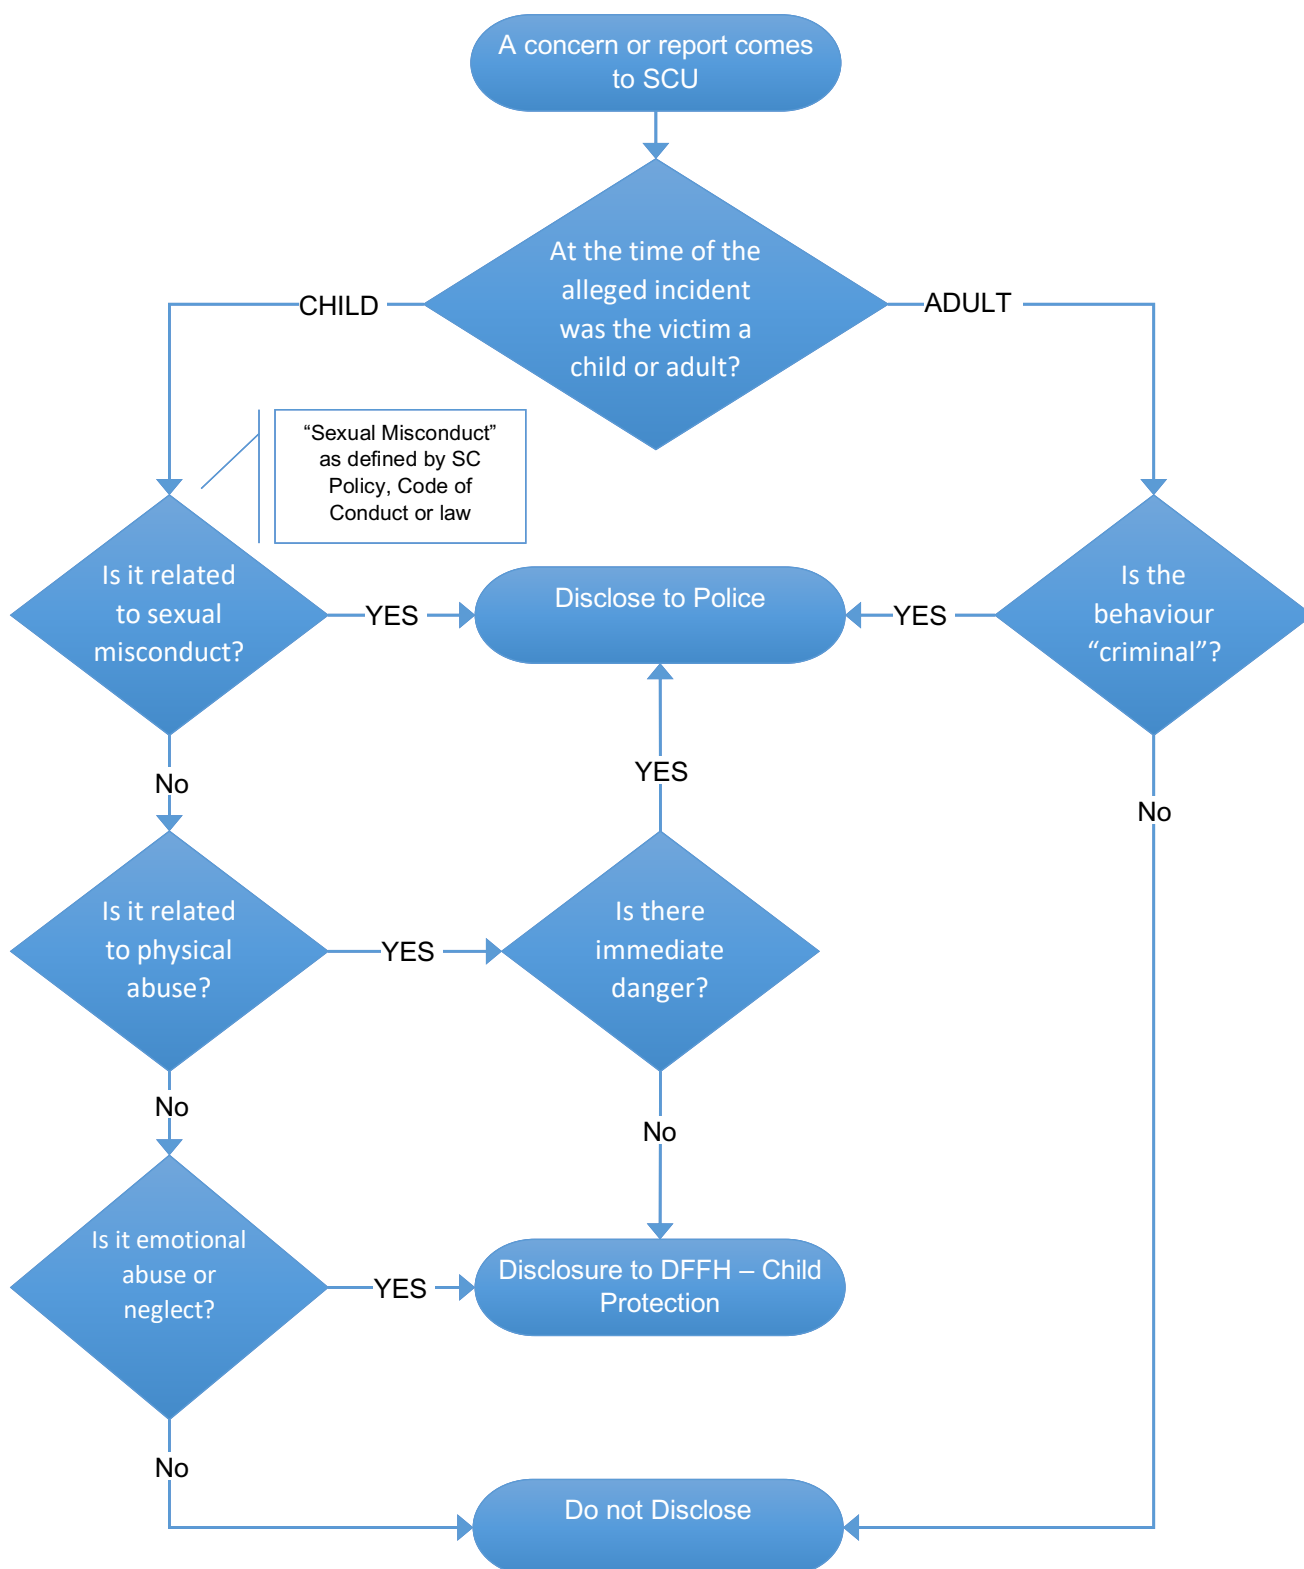 A concern or report comes
to SCU
At the time of the
alleged incident
was the victim a
child or adult?
CHILD
ADULT
“Sexual Misconduct”
as defined by SC
Policy, Code of
Conduct or law
Is it related
to sexual
misconduct?
YES
Disclose to Police
YES
Is the
behaviour
“criminal”?
No
YES
No
Is it related
to physical
abuse?
YES
Is there
immediate
danger?
No
No
Is it emotional
abuse or
neglect?
YES
Disclosure to DFFH – Child
Protection
No
Do not Disclose